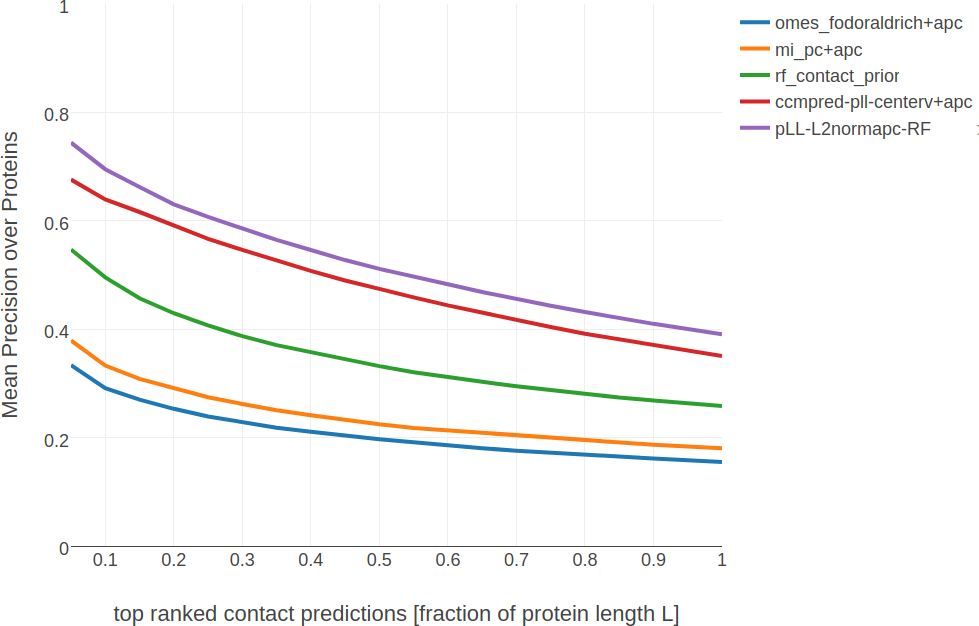 1
0.8
0.6
0.4
0.2
0
Mean Precision over Proteins
0.1 0.2 0.3 0.4 0.5 0.6 0.7 0.8 0.9 1
top ranked contact predictions [fraction of protein length L]
omes_fodoraldrich+apc
mi_pc+apc
rf_contact_prior
ccmpred-pll-centerv+apc
pLL-L2normapc-RF